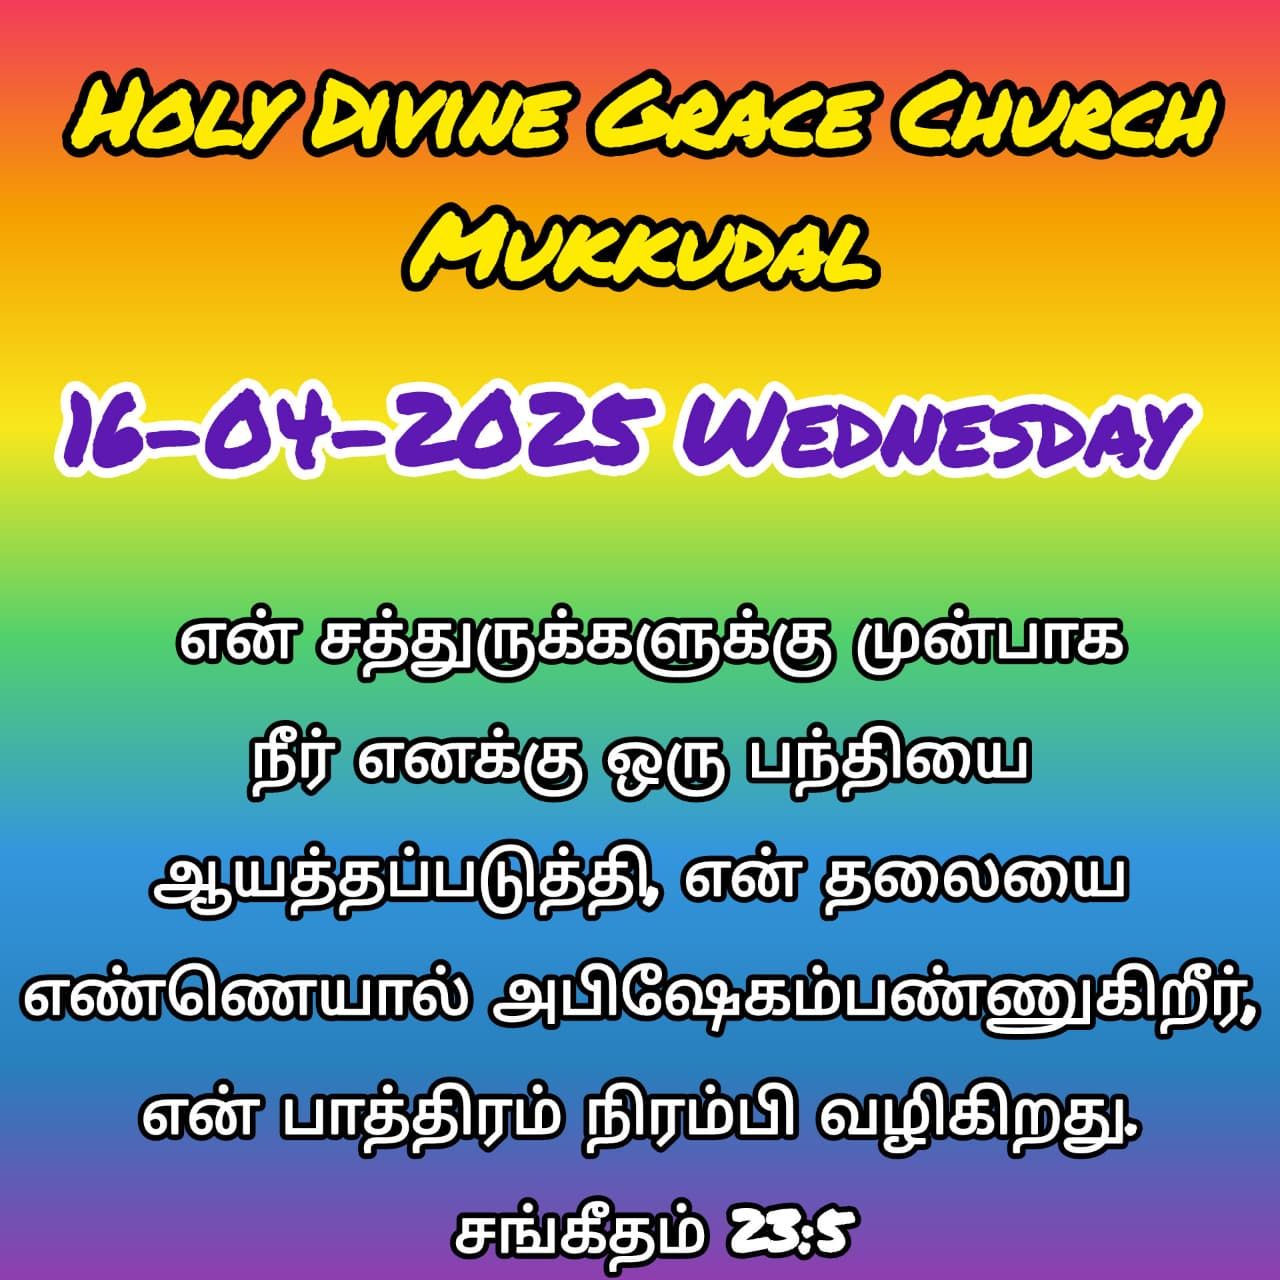 Holy Divine Grace Church
Mukkudal
16-04-2025 Wednesday
என் சத்துருக்களுக்கு முன்பாக
நீர் எனக்கு ஒரு பந்தியை
ஆயத்தப்படுத்தி, என் தலையை
எண்ணெயால் அபிஷேகம்பண்ணுகிறீர்,
என் பாத்திரம் நிரம்பி வழிகிறது.
சங்கீதம் 23:5